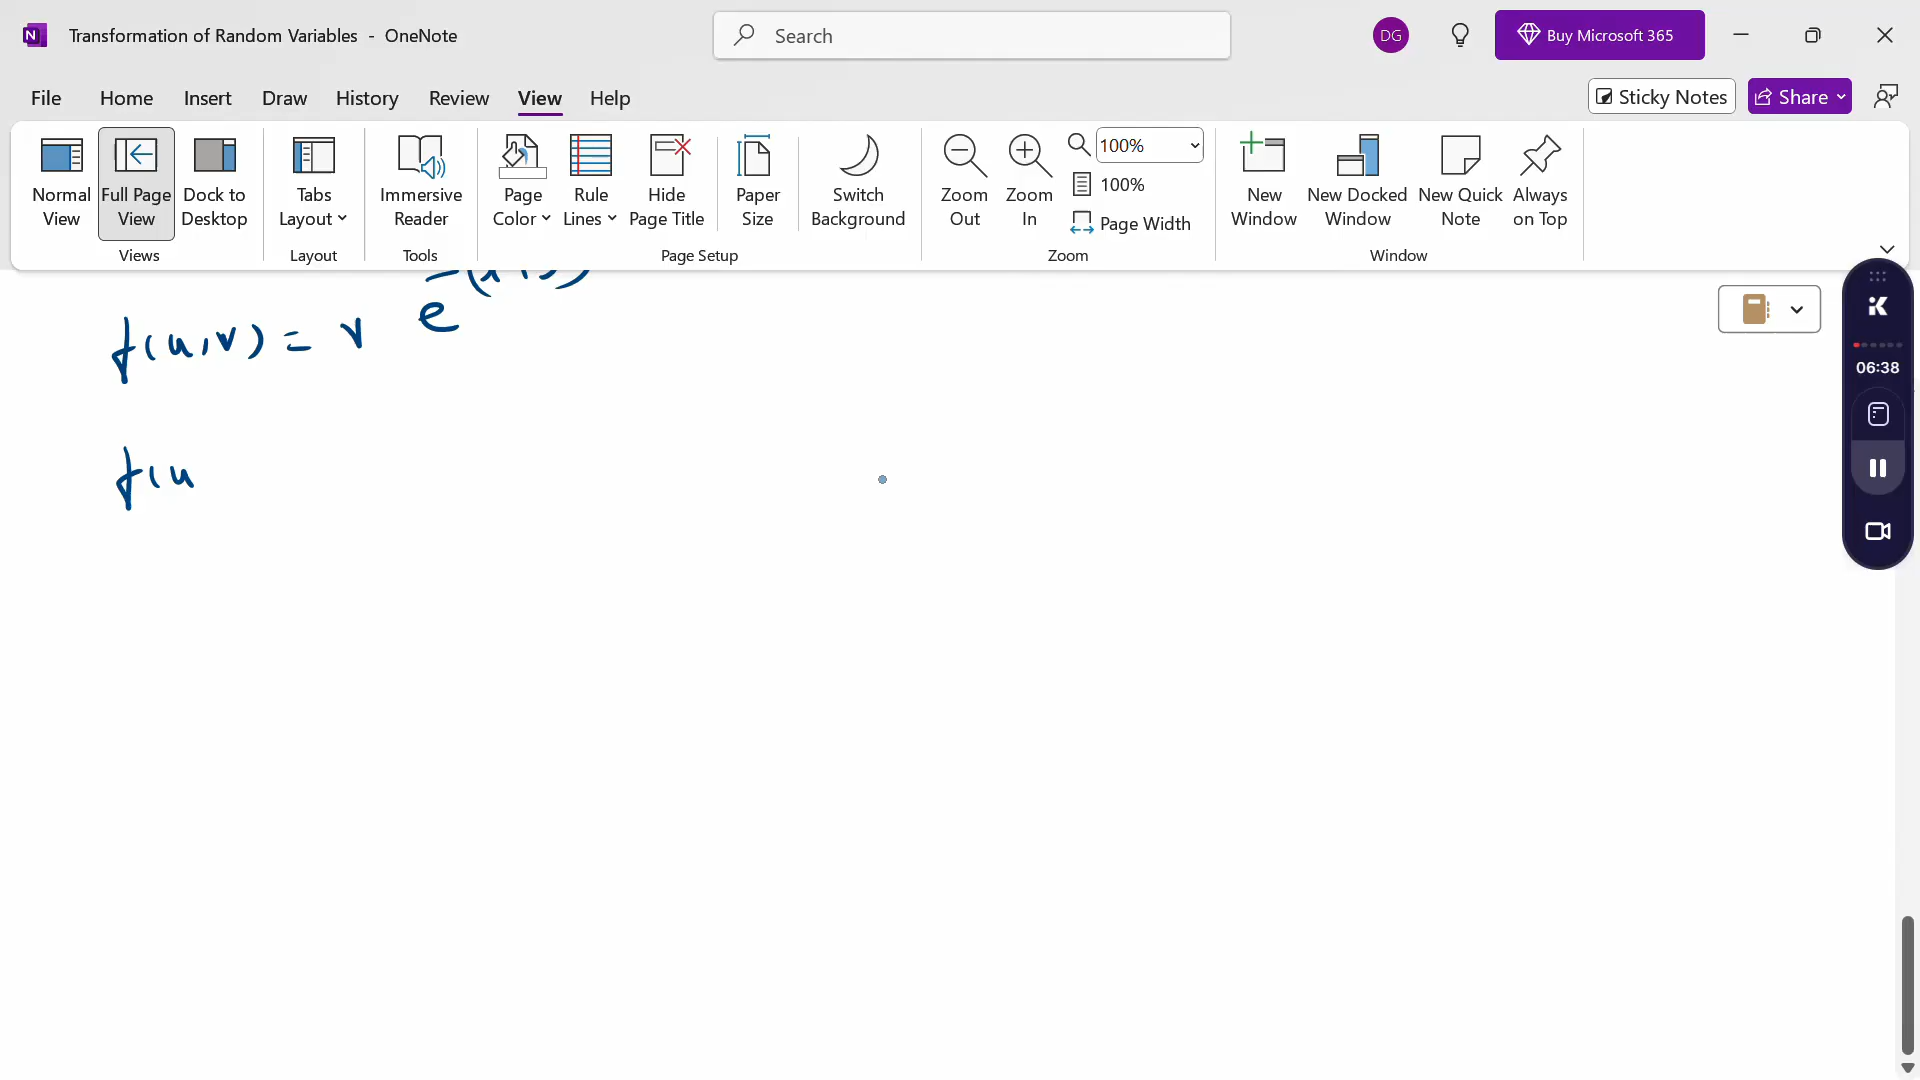 Transformation of Random Variables - OneNote
Search
DG
Buy Microsoft 365
File Home Insert Draw History Review View Help
Sticky Notes
Share
Normal View
Full Page View
Dock to Desktop
Views
Tabs Layout
Layout
Immersive Reader
Tools
Page Color
Rule Lines
Hide Page Title
Paper Size
Switch Background
Page Setup
Zoom Out
Zoom In
100%
100%
Page Width
Zoom
New Window
New Docked Window
New Quick Note
Always on Top
Window
06:38
f(u,v) = v e
f(u